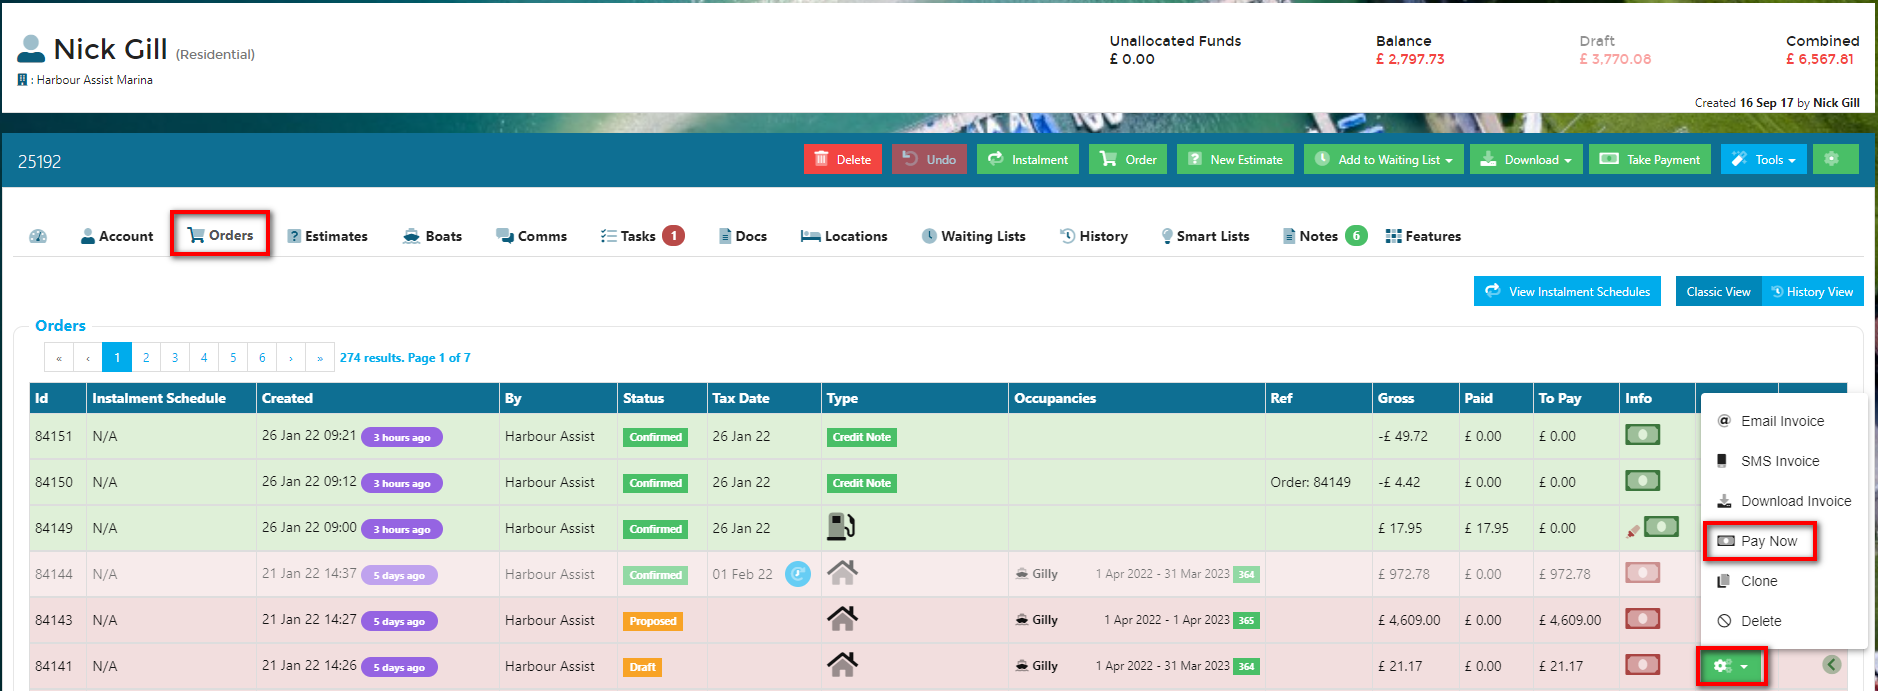 Nick Gill (Residential)
: Harbour Assist Marina
Unallocated Funds
£ 0.00
Balance
£ 2,797.73
Draft
£ 3,770.08
Combined
£ 6,567.81
Created 16 Sep 17 by Nick Gill
25192
Delete Undo Instalment Order New Estimate Add to Waiting List Download Take Payment Tools
Account Orders Estimates Boats Comms Tasks 1 Docs Locations Waiting Lists History Smart Lists Notes 6 Features
View Instalment Schedules Classic View History View
Orders
« ‹ 1 2 3 4 5 6 › » 274 results. Page 1 of 7
Id Instalment Schedule Created By Status Tax Date Type Occupancies Ref Gross Paid To Pay Info
84151 N/A 26 Jan 22 09:21 3 hours ago Harbour Assist Confirmed 26 Jan 22 Credit Note -£ 49.72 £ 0.00 £ 0.00
84150 N/A 26 Jan 22 09:12 3 hours ago Harbour Assist Confirmed 26 Jan 22 Credit Note Order: 84149 -£ 4.42 £ 0.00 £ 0.00
84149 N/A 26 Jan 22 09:00 3 hours ago Harbour Assist Confirmed 26 Jan 22 £ 17.95 £ 17.95 £ 0.00
84144 N/A 21 Jan 22 14:37 5 days ago Harbour Assist Confirmed 01 Feb 22 Gilly 1 Apr 2022 - 31 Mar 2023 364 £ 972.78 £ 0.00 £ 972.78
84143 N/A 21 Jan 22 14:27 5 days ago Harbour Assist Proposed Gilly 1 Apr 2022 - 1 Apr 2023 365 £ 4,609.00 £ 0.00 £ 4,609.00
84141 N/A 21 Jan 22 14:26 5 days ago Harbour Assist Draft Gilly 1 Apr 2022 - 31 Mar 2023 364 £ 21.17 £ 0.00 £ 21.17
Email Invoice
SMS Invoice
Download Invoice
Pay Now
Clone
Delete